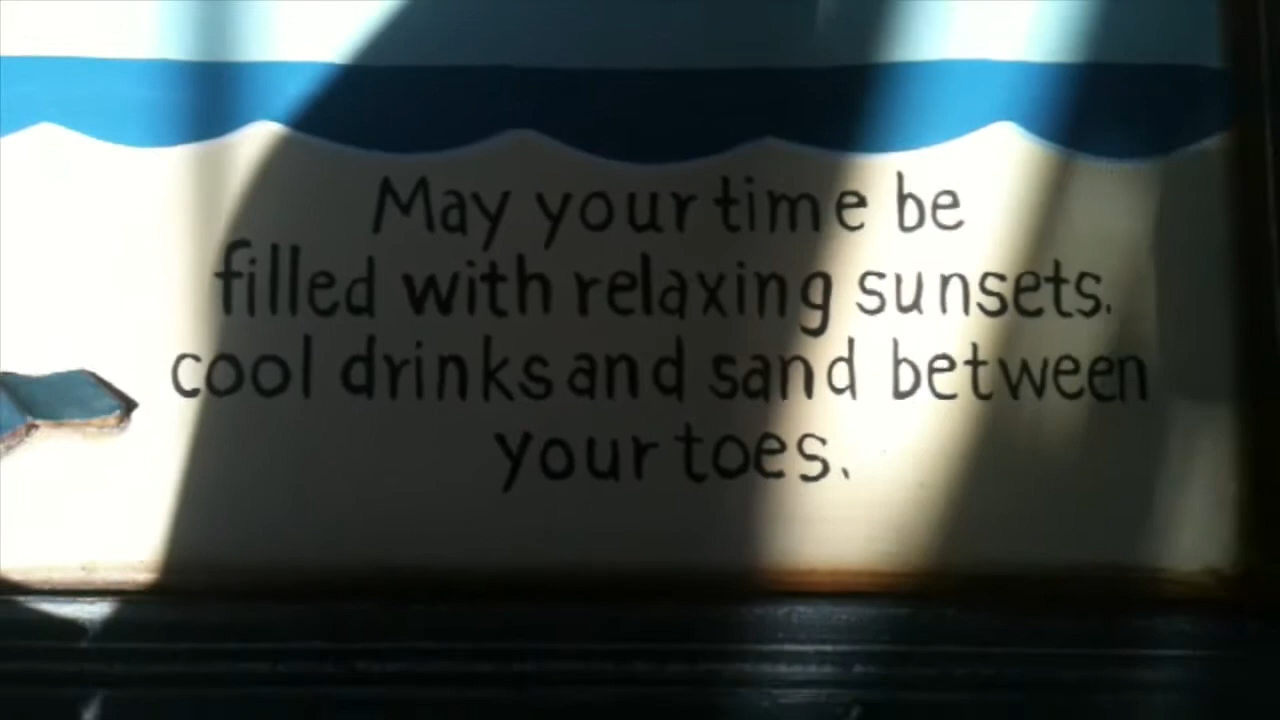 May your time be
filled with relaxing sunsets.
cool drinks and sand between
your toes.